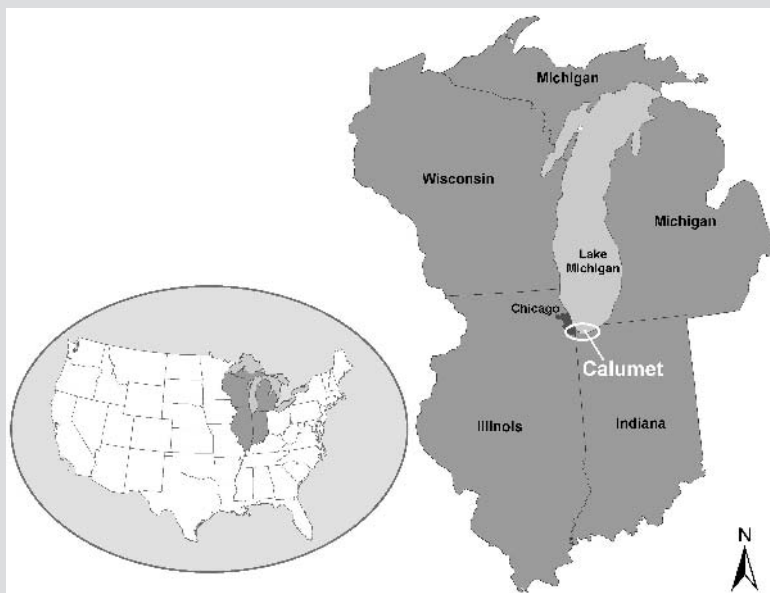 Michigan
Wisconsin
Michigan
Lake
Michigan
Chicago
Calumet
Illinois
Indiana
N